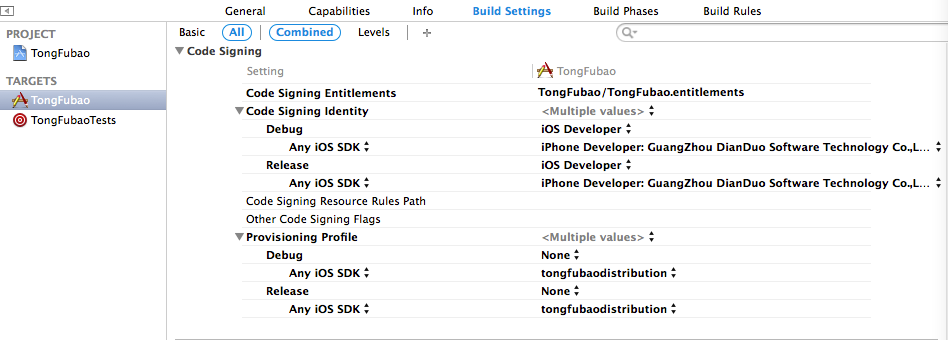 General Capabilities Info Build Settings Build Phases Build Rules
Basic All Combined Levels +
PROJECT
TongFubao
TARGETS
TongFubao
TongFubaoTests
Code Signing
Setting TongFubao
Code Signing Entitlements TongFubao/TongFubao.entitlements
Code Signing Identity <Multiple values>
Debug iOS Developer
Any iOS SDK iPhone Developer: GuangZhou DianDuo Software Technology Co.,L...
Release iOS Developer
Any iOS SDK iPhone Developer: GuangZhou DianDuo Software Technology Co.,L...
Code Signing Resource Rules Path
Other Code Signing Flags
Provisioning Profile <Multiple values>
Debug None
Any iOS SDK tongfubaodistribution
Release None
Any iOS SDK tongfubaodistribution